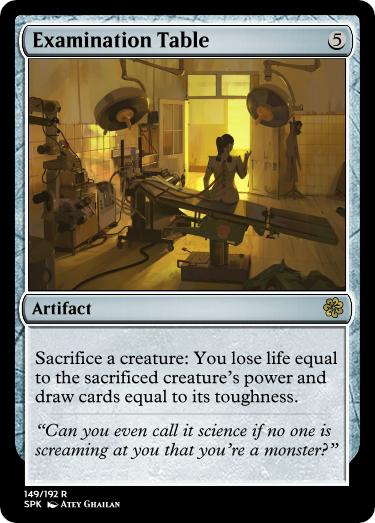 Examination Table 5
Artifact
Sacrifice a creature: You lose life equal
to the sacrificed creature's power and
draw cards equal to its toughness.
"Can you even call it science if no one is
screaming at you that you're a monster?"
149/192 R
SPK Atey Ghailan